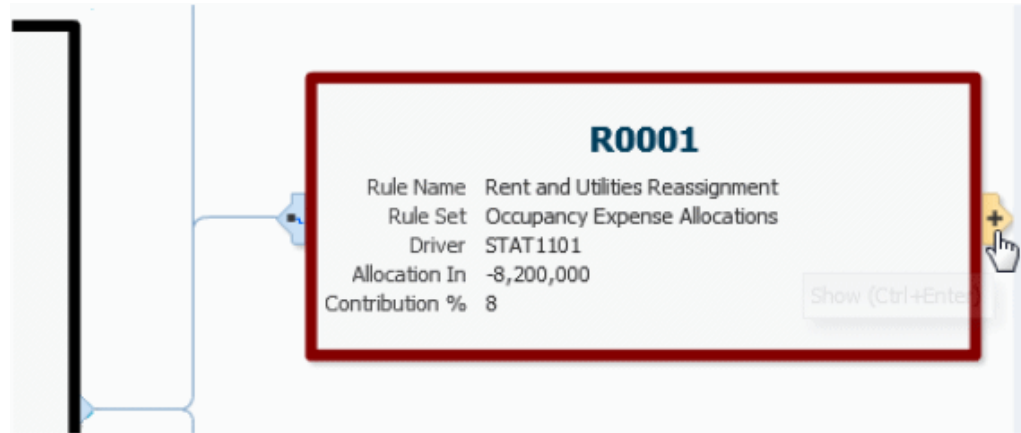 R0001
Rule Name Rent and Utilities Reassignment
Rule Set Occupancy Expense Allocations
Driver STAT1101
Allocation In -8,200,000
Contribution % 8
Show (Ctrl+Enter)